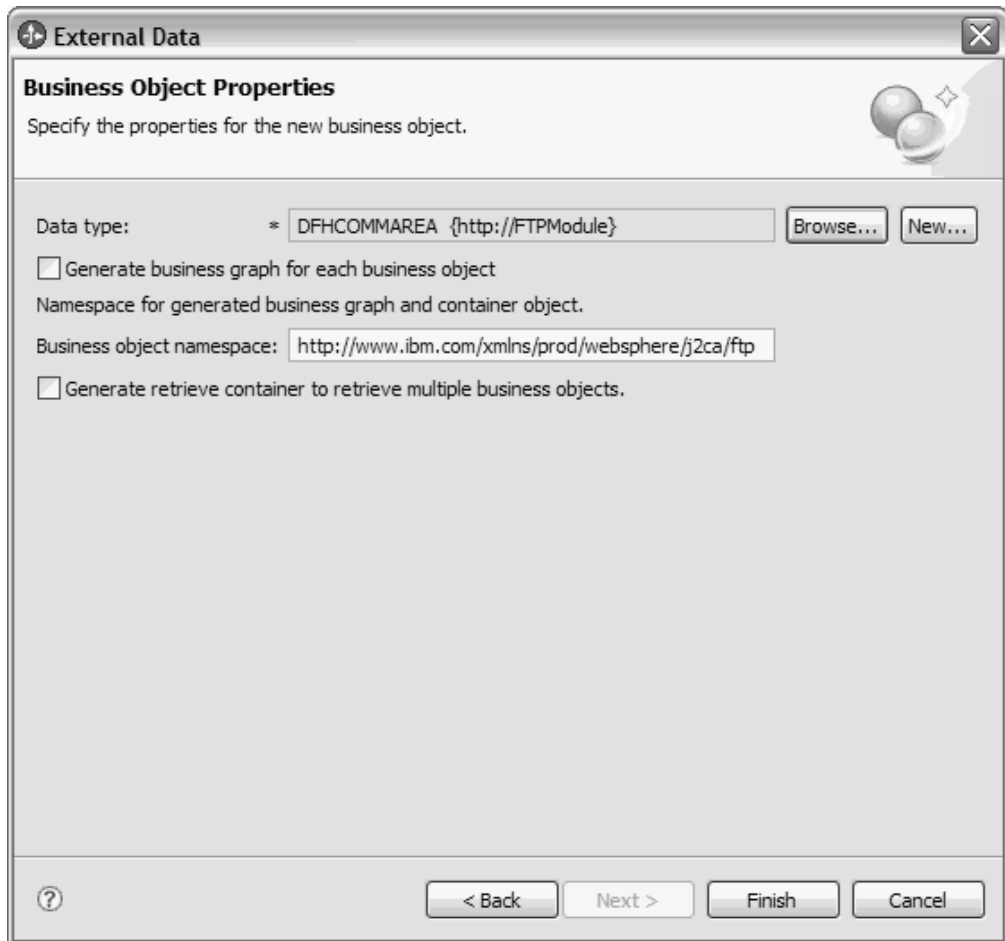 External Data
Business Object Properties
Specify the properties for the new business object.
Data type: * DFHCOMMAREA {http://FTPModule} Browse... New...
Generate business graph for each business object
Namespace for generated business graph and container object.
Business object namespace: http://www.ibm.com/xmlns/prod/websphere/j2ca/ftp
Generate retrieve container to retrieve multiple business objects.
? < Back Next > Finish Cancel